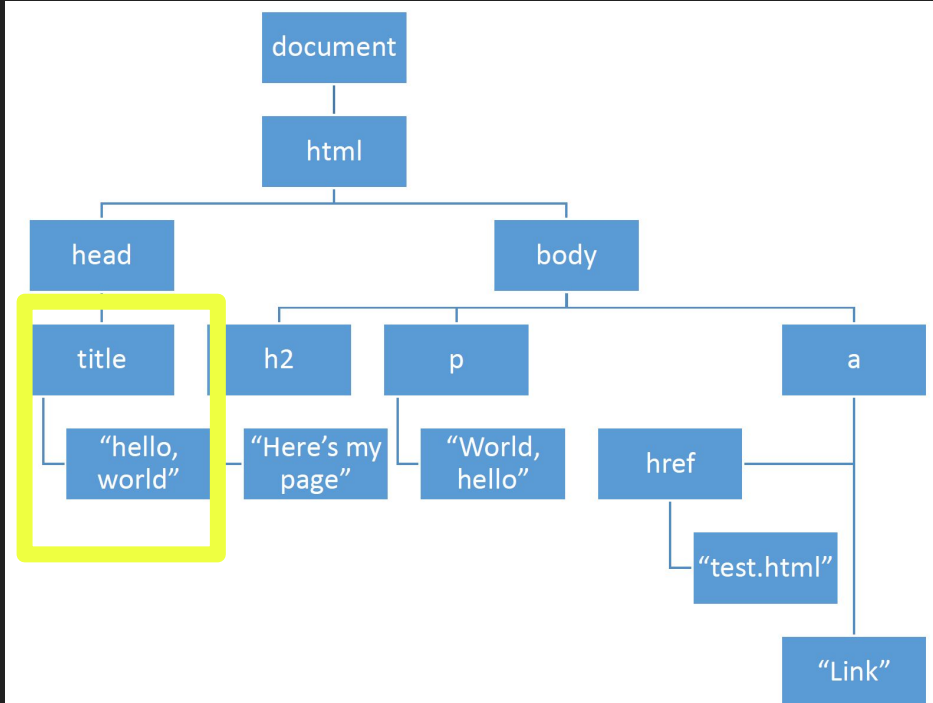 document
html
head
body
title
h2
p
a
“hello,
world”
“Here’s my
page”
“World,
hello”
href
“test.html”
“Link”